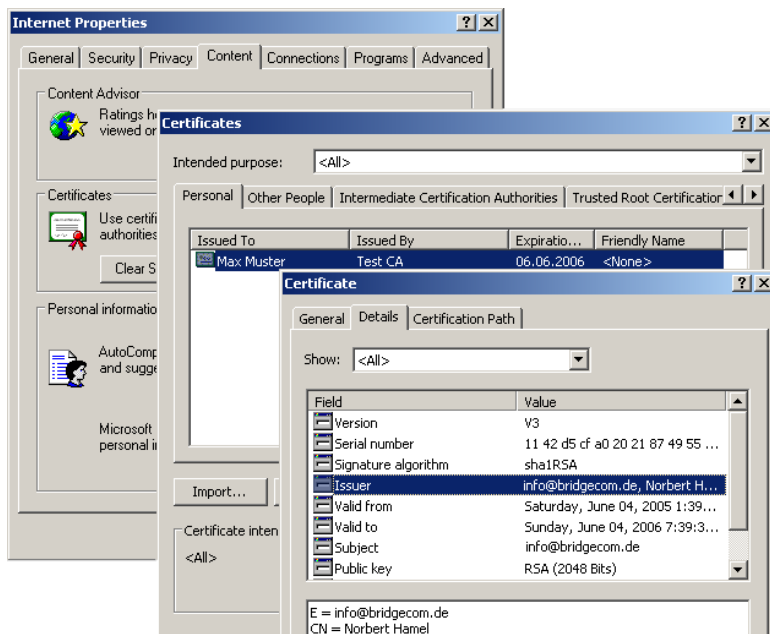 Internet Properties
General Security Privacy Content Connections Programs Advanced
Content Advisor
Ratings
viewed or
Certificates
Use certifi
authorities
Clear S
Personal informatio
AutoComp
and sugge
Microsoft
personal i
Certificates
Intended purpose: <All>
Personal Other People Intermediate Certification Authorities Trusted Root Certification
Issued To Issued By Expiratio... Friendly Name
Max Muster Test CA 06.06.2006 <None>
Import...
Certificate inten
<All>
Certificate
General Details Certification Path
Show: <All>
Field Value
Version V3
Serial number 11 42 d5 cf a0 20 21 87 49 55 ...
Signature algorithm sha1RSA
Issuer info@bridgecom.de, Norbert H...
Valid from Saturday, June 04, 2005 1:39...
Valid to Sunday, June 04, 2006 7:39:3...
Subject info@bridgecom.de
Public key RSA (2048 Bits)
E = info@bridgecom.de
CN = Norbert Hamel